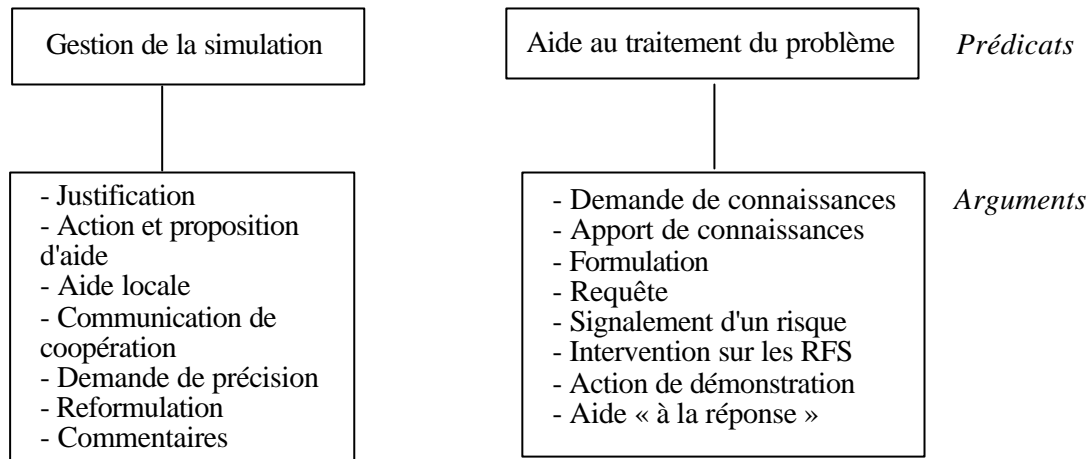 Gestion de la simulation
Aide au traitement du problème
Prédicats
- Justification
- Action et proposition
d'aide
- Aide locale
- Communication de
coopération
- Demande de précision
- Reformulation
- Commentaires
- Demande de connaissances
- Apport de connaissances
- Formulation
- Requête
- Signalement d'un risque
- Intervention sur les RFS
- Action de démonstration
- Aide « à la réponse »
Arguments